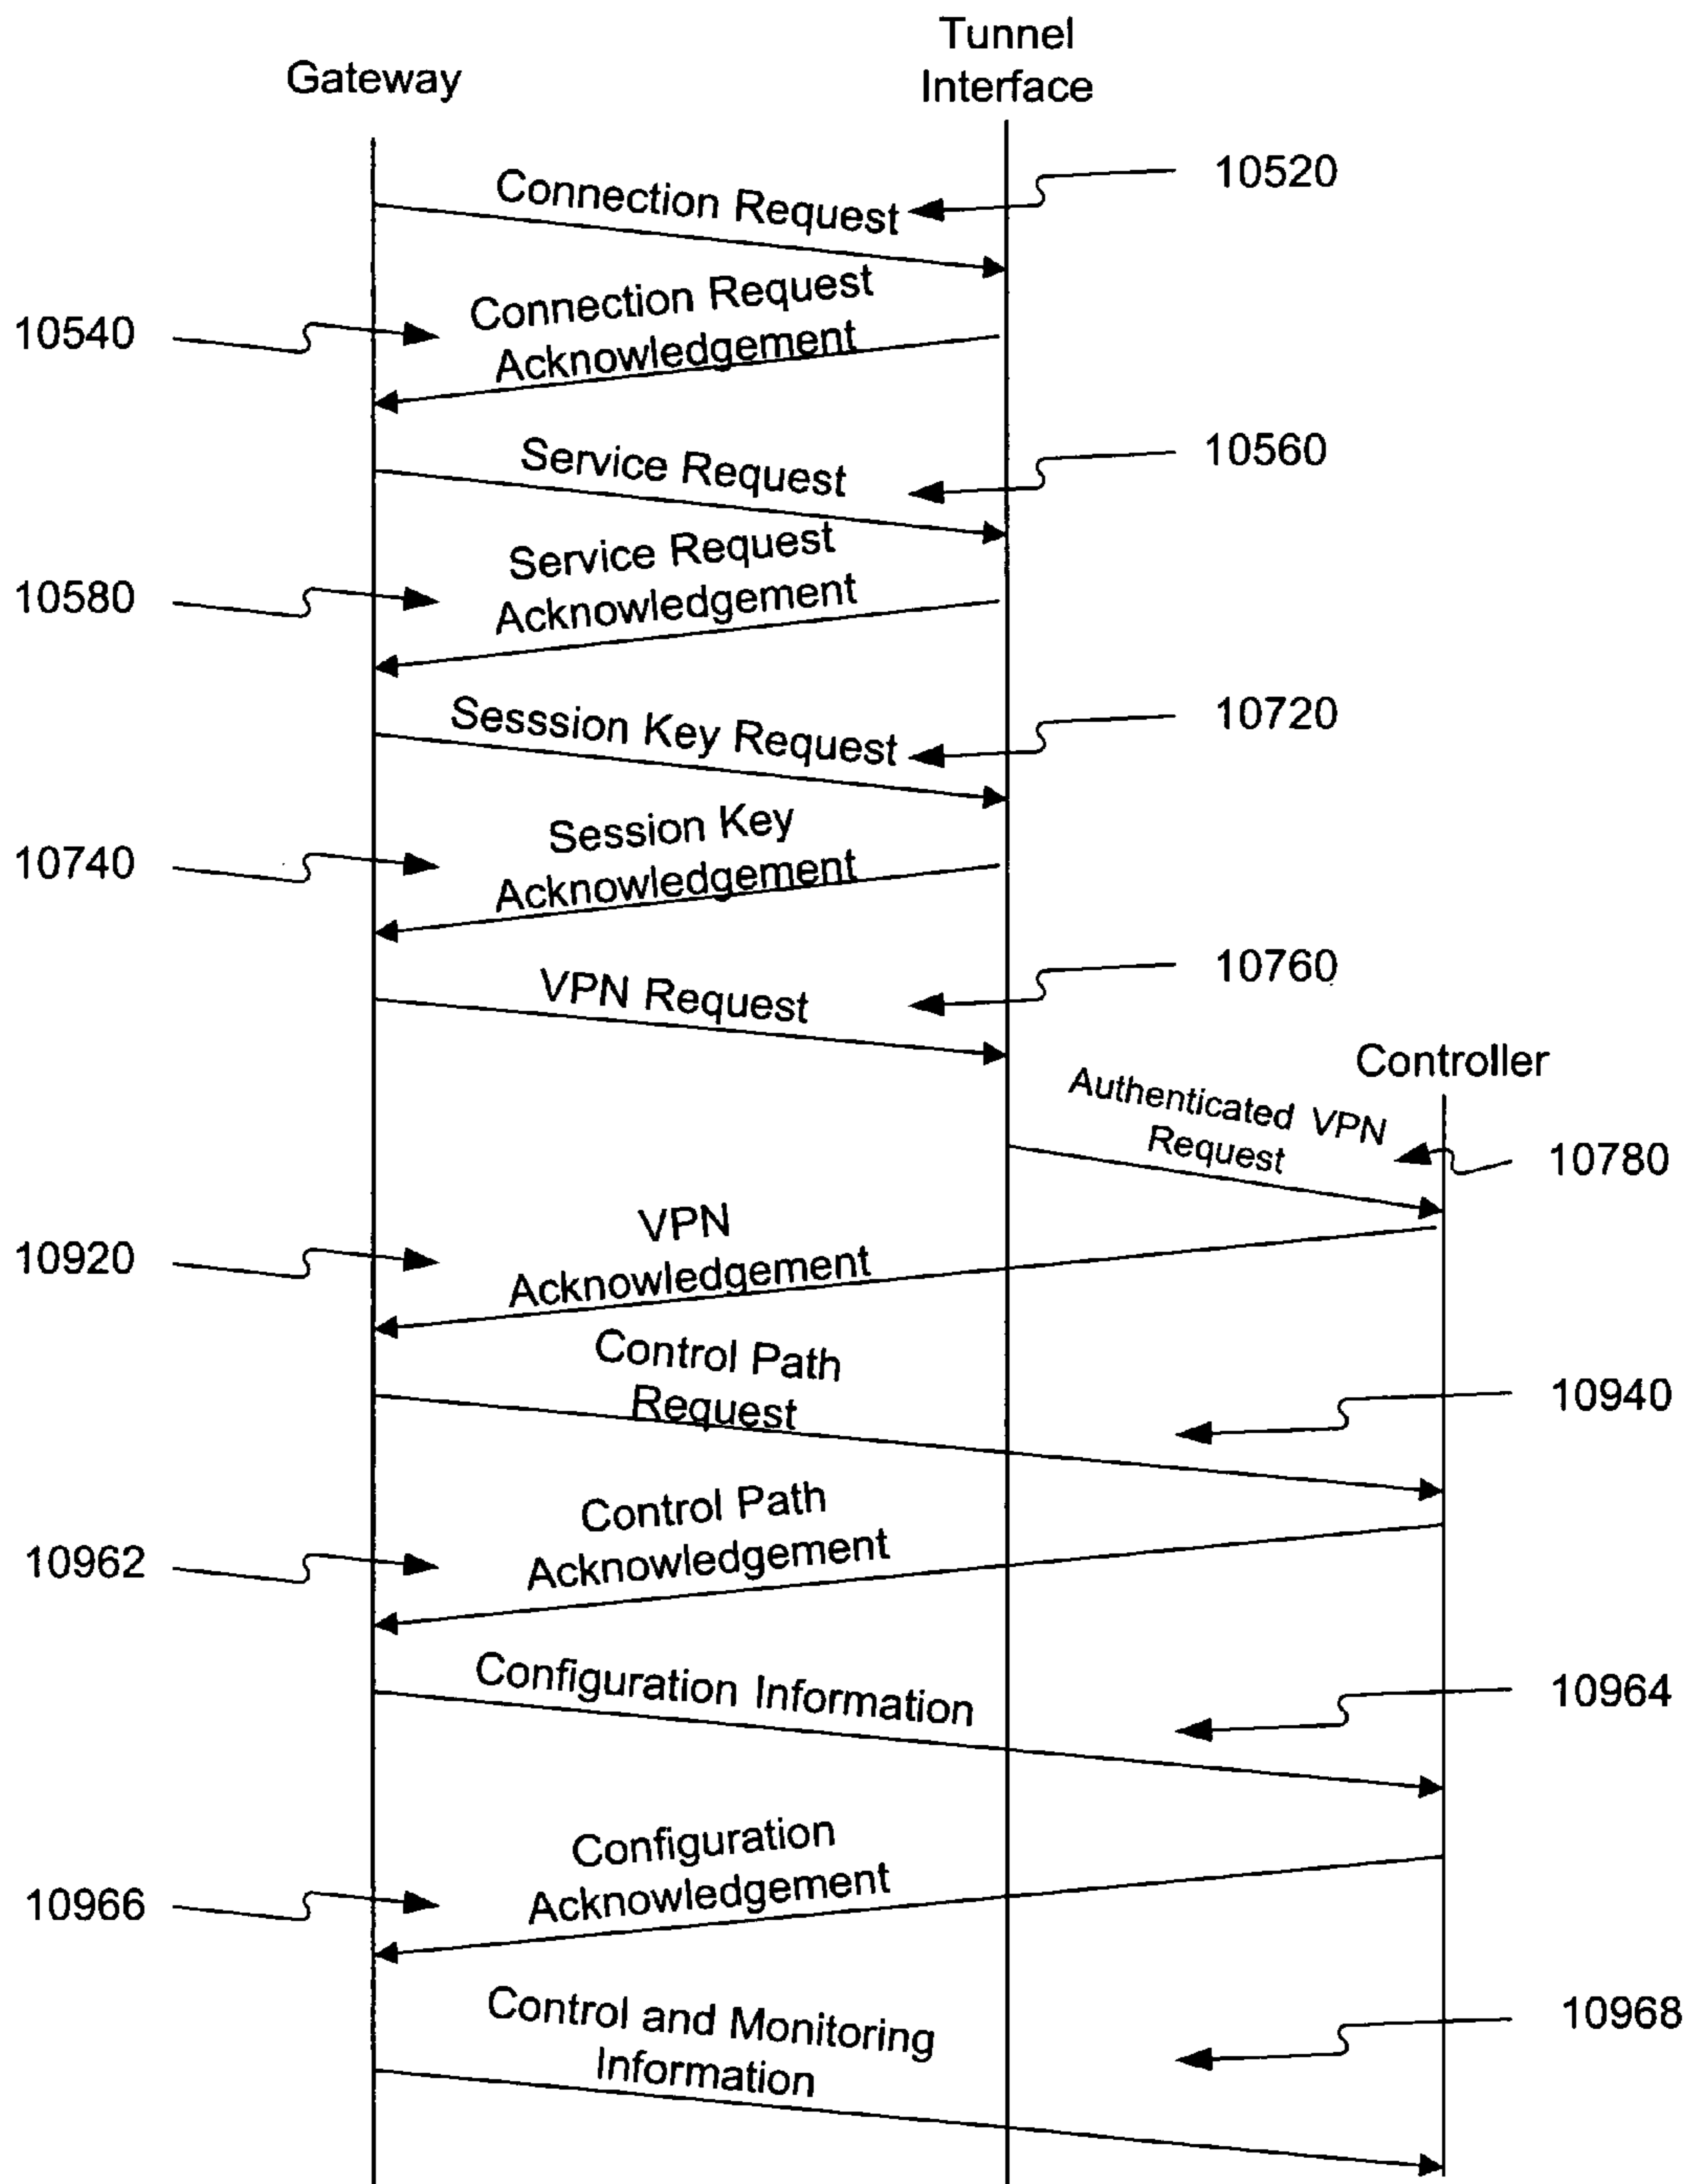 Tunnel
Interface
Gateway
10520
Connection Request
Connection Request
Acknowledgement
10540
10560
Service Request
Service Request
Acknowledgement
10580
10720
Sesssion Key Request
Session Key
Acknowledgement
10740
10760
VPN Request
Controller
Authenticated VPN
Request
10780
VPN
Acknowledgement
10920
Control Path
Request
10940
Control Path
Acknowledgement
10962
Configuration Information
10964
Configuration
Acknowledgement
10966
Control and Monitoring
Information
10968